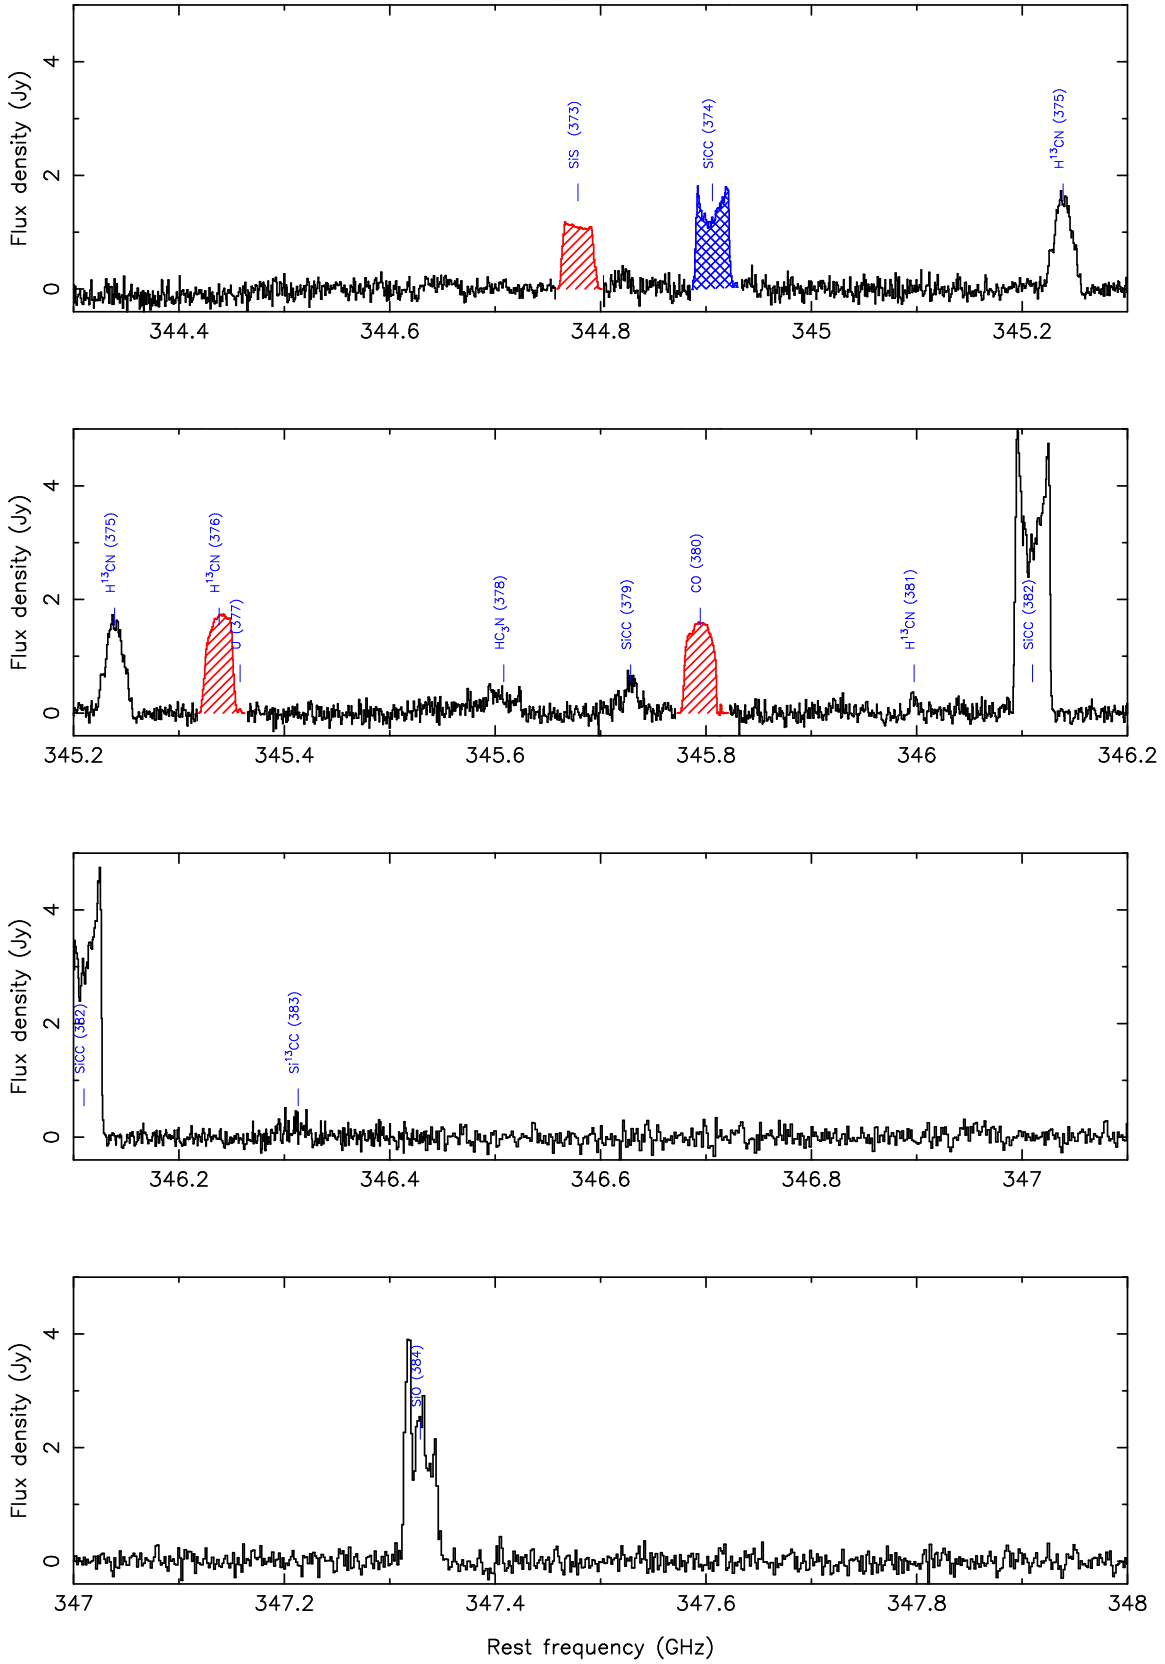 Flux density (Jy)
0
2
4
SiS (373)
SiCC (374)
H¹³CN (375)
344.4
344.6
344.8
345
345.2
Flux density (Jy)
0
2
4
H¹³CN (375)
H¹³CN (376)
U (377)
HC₃N (378)
SiCC (379)
CO (380)
H¹³CN (381)
SiCC (382)
345.2
345.4
345.6
345.8
346
346.2
Flux density (Jy)
0
2
4
SiCC (382)
Si¹³CC (383)
346.2
346.4
346.6
346.8
347
Flux density (Jy)
0
2
4
SiO (384)
347
347.2
347.4
347.6
347.8
348
Rest frequency (GHz)